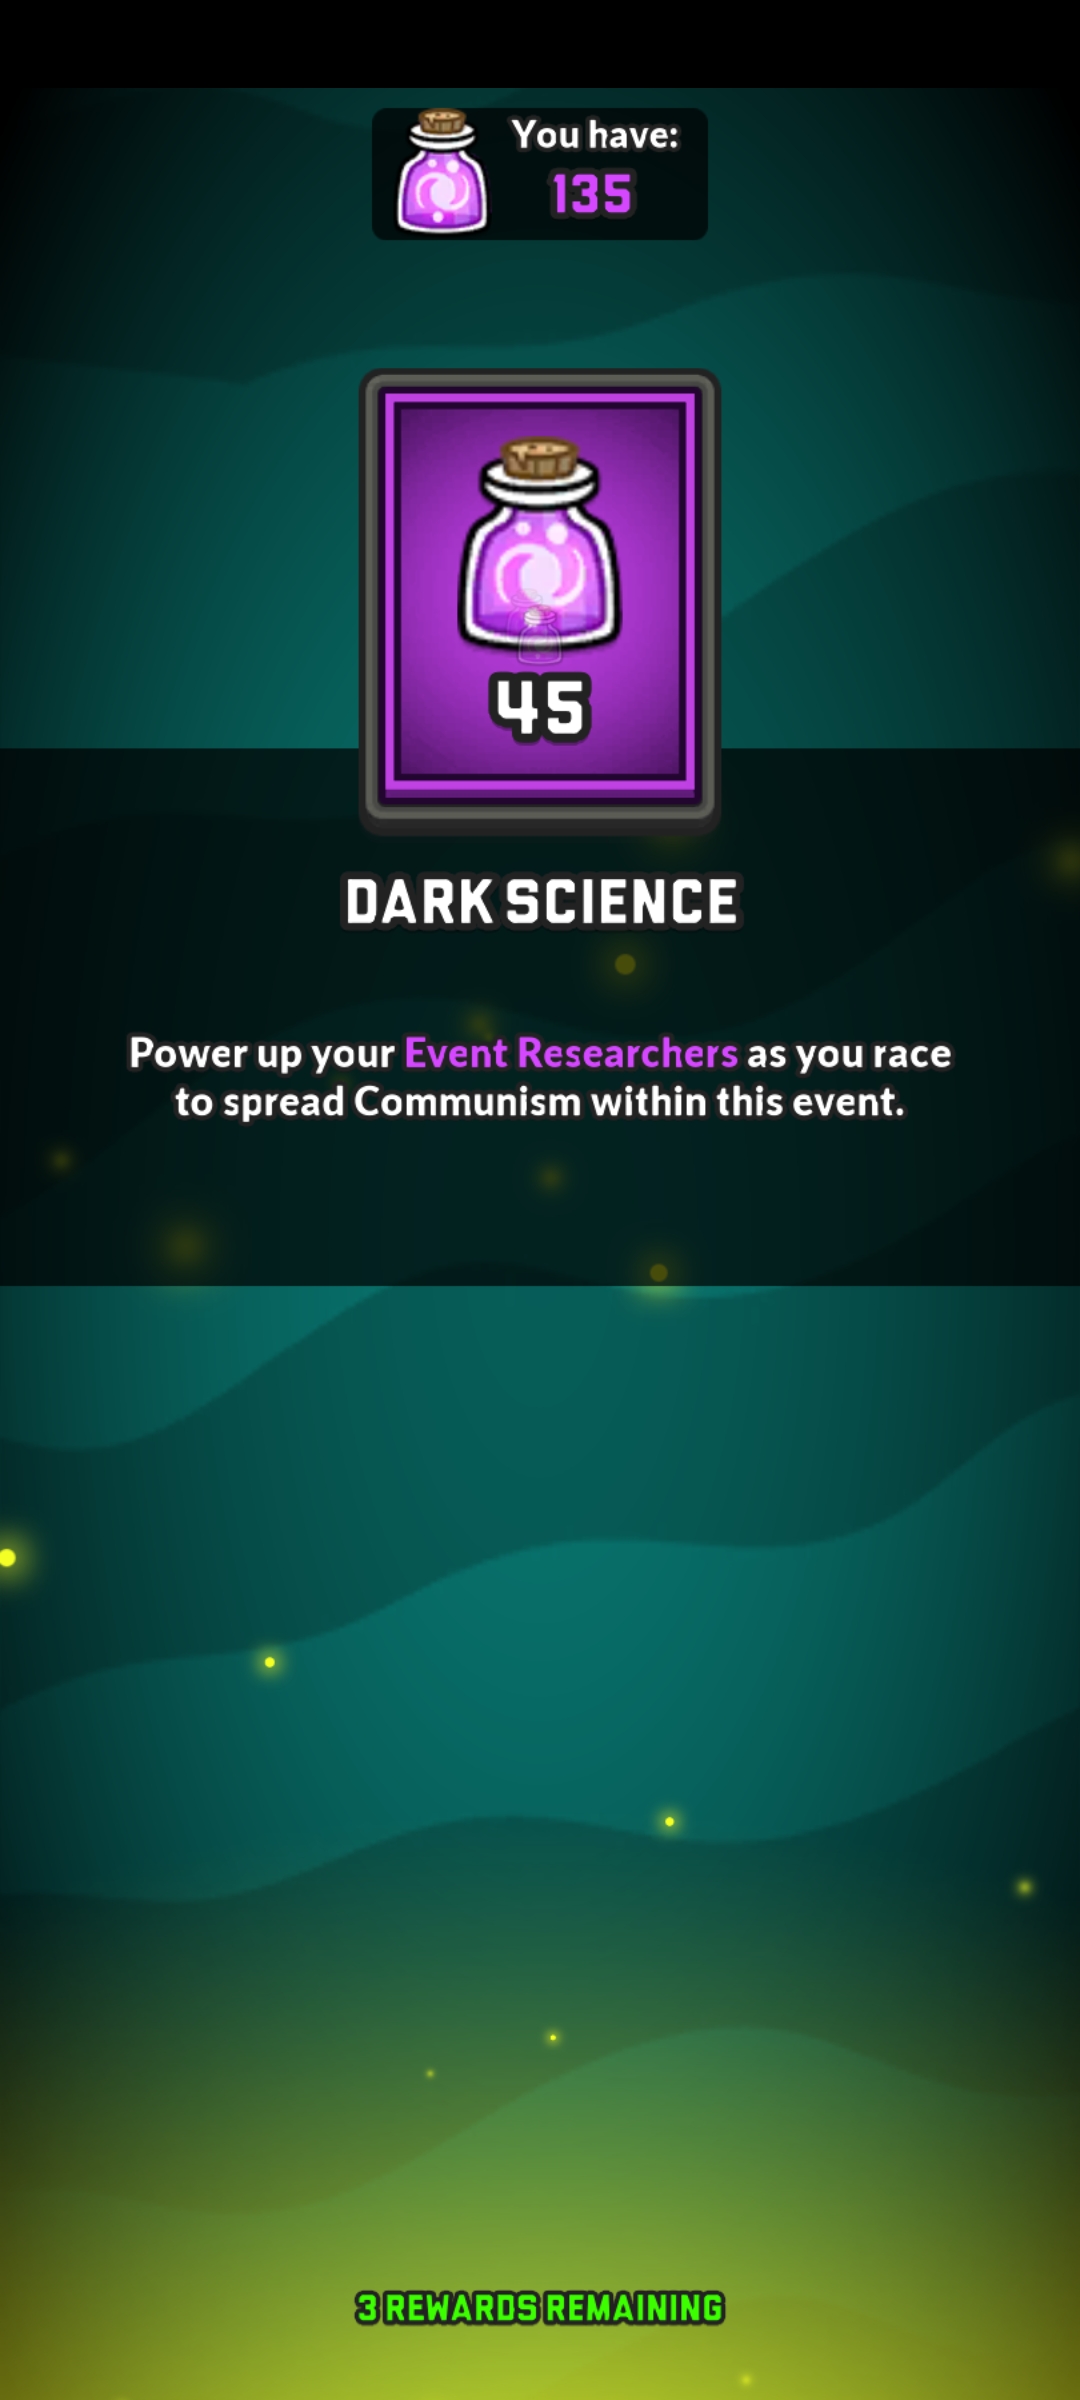 You have:
135
45
DARK SCIENCE
Power up your Event Researchers as you race
to spread Communism within this event.
3 REWARDS REMAINING